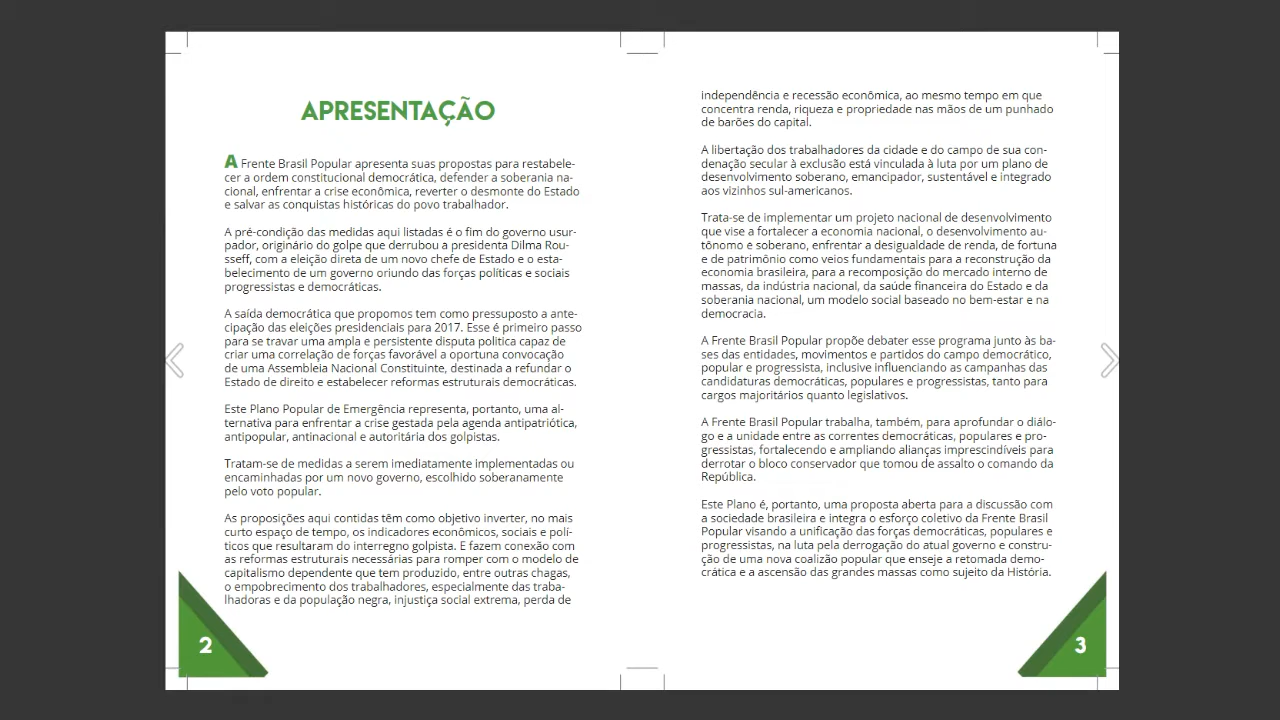 APRESENTAÇÃO
A Frente Brasil Popular apresenta suas propostas para restabele-
cer a ordem constitucional democrática, defender a soberania na-
cional, enfrentar a crise econômica, reverter o desmonte do Estado
e salvar as conquistas históricas do povo trabalhador.
A pré-condição das medidas aqui listadas é o fim do governo usur-
pador, originário do golpe que derrubou a presidenta Dilma Rou-
sseff, com a eleição direta de um novo chefe de Estado e o esta-
belecimento de um governo oriundo das forças políticas e sociais
progressistas e democráticas.
A saída democrática que propomos tem como pressuposto a ante-
cipação das eleições presidenciais para 2017. Esse é primeiro passo
para se travar uma ampla e persistente disputa politica capaz de
criar uma correlação de forças favorável a oportuna convocação
de uma Assembleia Nacional Constituinte, destinada a refundar o
Estado de direito e estabelecer reformas estruturais democráticas.
Este Plano Popular de Emergência representa, portanto, uma al-
ternativa para enfrentar a crise gestada pela agenda antipatriótica,
antipopular, antinacional e autoritária dos golpistas.
Tratam-se de medidas a serem imediatamente implementadas ou
encaminhadas por um novo governo, escolhido soberanamente
pelo voto popular.
As proposições aqui contidas têm como objetivo inverter, no mais
curto espaço de tempo, os indicadores econômicos, sociais e polí-
ticos que resultaram do interregno golpista. E fazem conexão com
as reformas estruturais necessárias para romper com o modelo de
capitalismo dependente que tem produzido, entre outras chagas,
o empobrecimento dos trabalhadores, especialmente das traba-
lhadoras e da população negra, injustiça social extrema, perda de
2
independência e recessão econômica, ao mesmo tempo em que
concentra renda, riqueza e propriedade nas mãos de um punhado
de barões do capital.
A libertação dos trabalhadores da cidade e do campo de sua con-
denação secular à exclusão está vinculada à luta por um plano de
desenvolvimento soberano, emancipador, sustentável e integrado
aos vizinhos sul-americanos.
Trata-se de implementar um projeto nacional de desenvolvimento
que vise a fortalecer a economia nacional, o desenvolvimento au-
tônomo e soberano, enfrentar a desigualdade de renda, de fortuna
e de patrimônio como veios fundamentais para a reconstrução da
economia brasileira, para a recomposição do mercado interno de
massas, da indústria nacional, da saúde financeira do Estado e da
soberania nacional, um modelo social baseado no bem-estar e na
democracia.
A Frente Brasil Popular propõe debater esse programa junto às ba-
ses das entidades, movimentos e partidos do campo democrático,
popular e progressista, inclusive influenciando as campanhas das
candidaturas democráticas, populares e progressistas, tanto para
cargos majoritários quanto legislativos.
A Frente Brasil Popular trabalha, também, para aprofundar o diálo-
go e a unidade entre as correntes democráticas, populares e pro-
gressistas, fortalecendo e ampliando alianças imprescindíveis para
derrotar o bloco conservador que tomou de assalto o comando da
República.
Este Plano é, portanto, uma proposta aberta para a discussão com
a sociedade brasileira e integra o esforço coletivo da Frente Brasil
Popular visando a unificação das forças democráticas, populares e
progressistas, na luta pela derrogação do atual governo e constru-
ção de uma nova coalizão popular que enseje a retomada demo-
crática e a ascensão das grandes massas como sujeito da História.
3